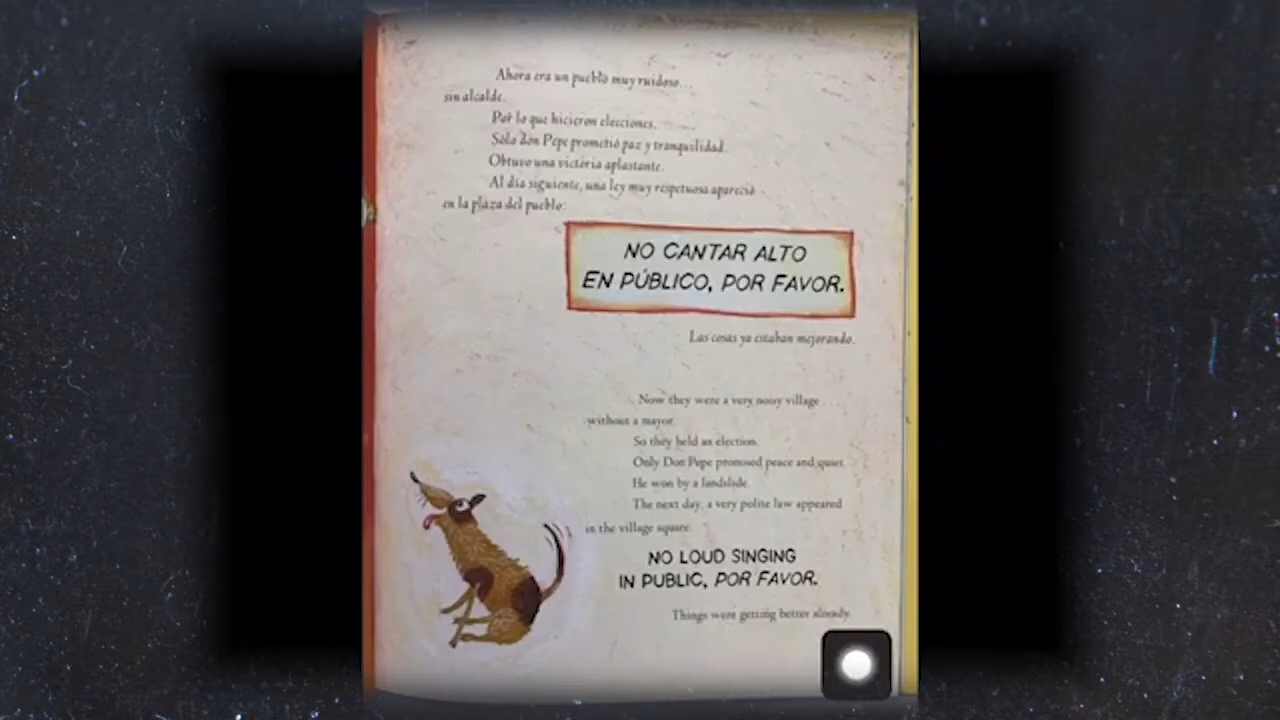 Ahora era un pueblo muy ruidoso...
sin alcalde.
Por lo que hicieron elecciones.
Sólo don Pepe prometió paz y tranquilidad.
Obtuvo una victoria aplastante.
Al día siguiente, una ley muy respetuosa apareció
en la plaza del pueblo:
NO CANTAR ALTO
EN PÚBLICO, POR FAVOR.
Las cosas ya estaban mejorando.
Now they were a very noisy village...
without a mayor.
So they held an election.
Only Don Pepe promised peace and quiet.
He won by a landslide.
The next day, a very polite law appeared
in the village square:
NO LOUD SINGING
IN PUBLIC, POR FAVOR.
Things were getting better already.